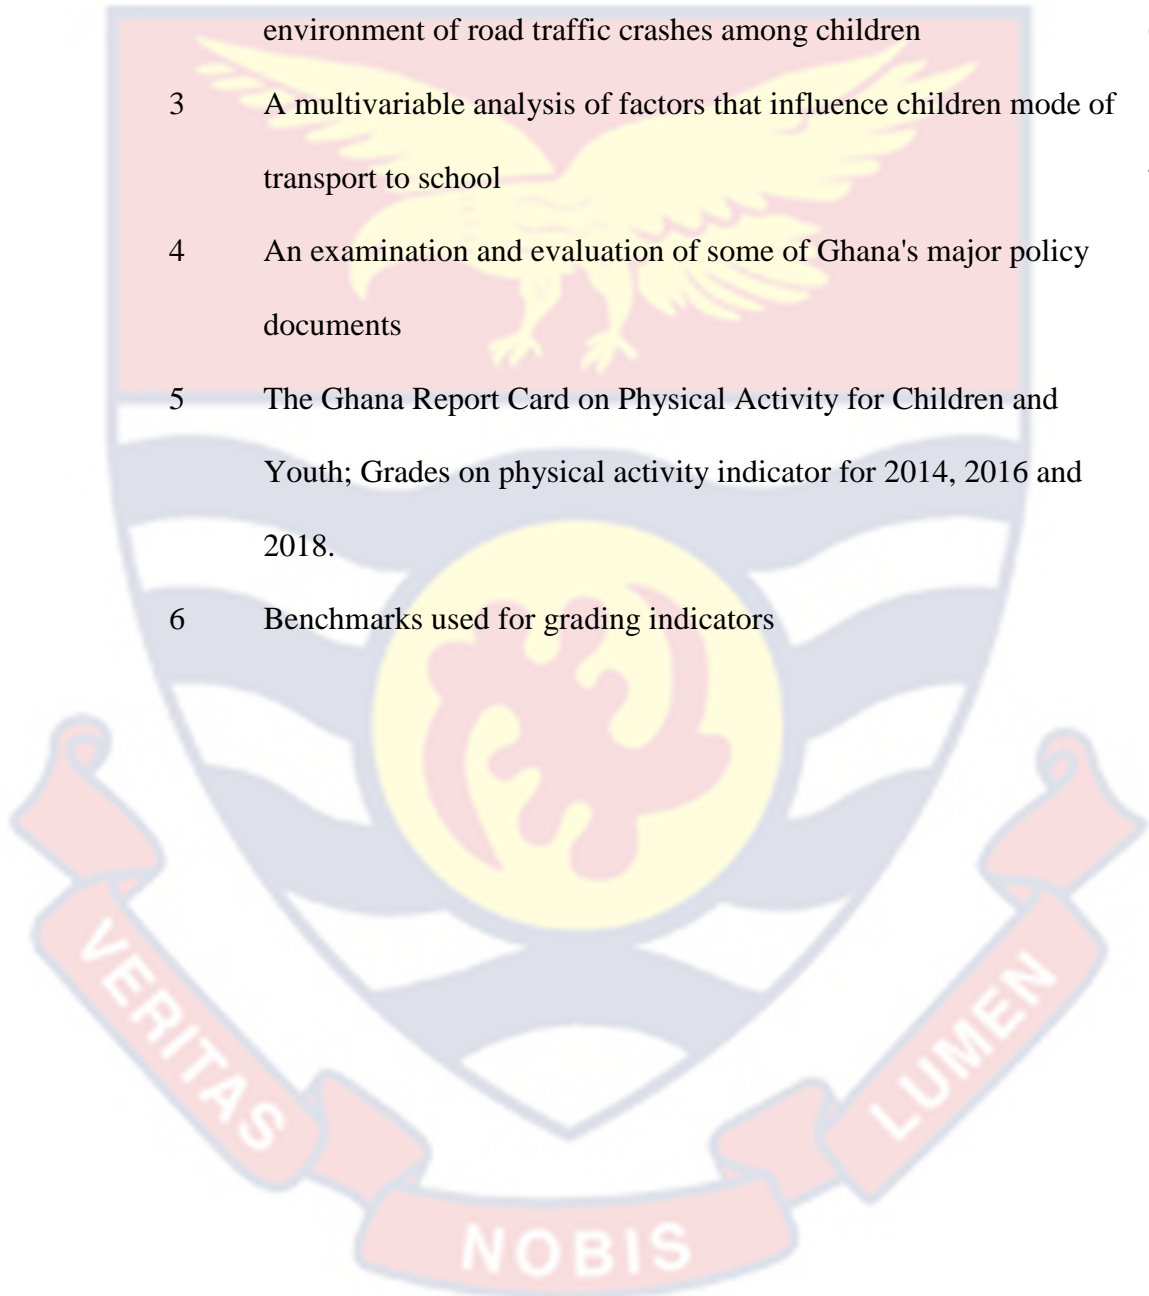 environment of road traffic crashes among children
3 A multivariable analysis of factors that influence children mode of
transport to school
4 An examination and evaluation of some of Ghana's major policy
documents
5 The Ghana Report Card on Physical Activity for Children and
Youth; Grades on physical activity indicator for 2014, 2016 and
2018.
6 Benchmarks used for grading indicators
VERITAS
NOBIS
LUMEN